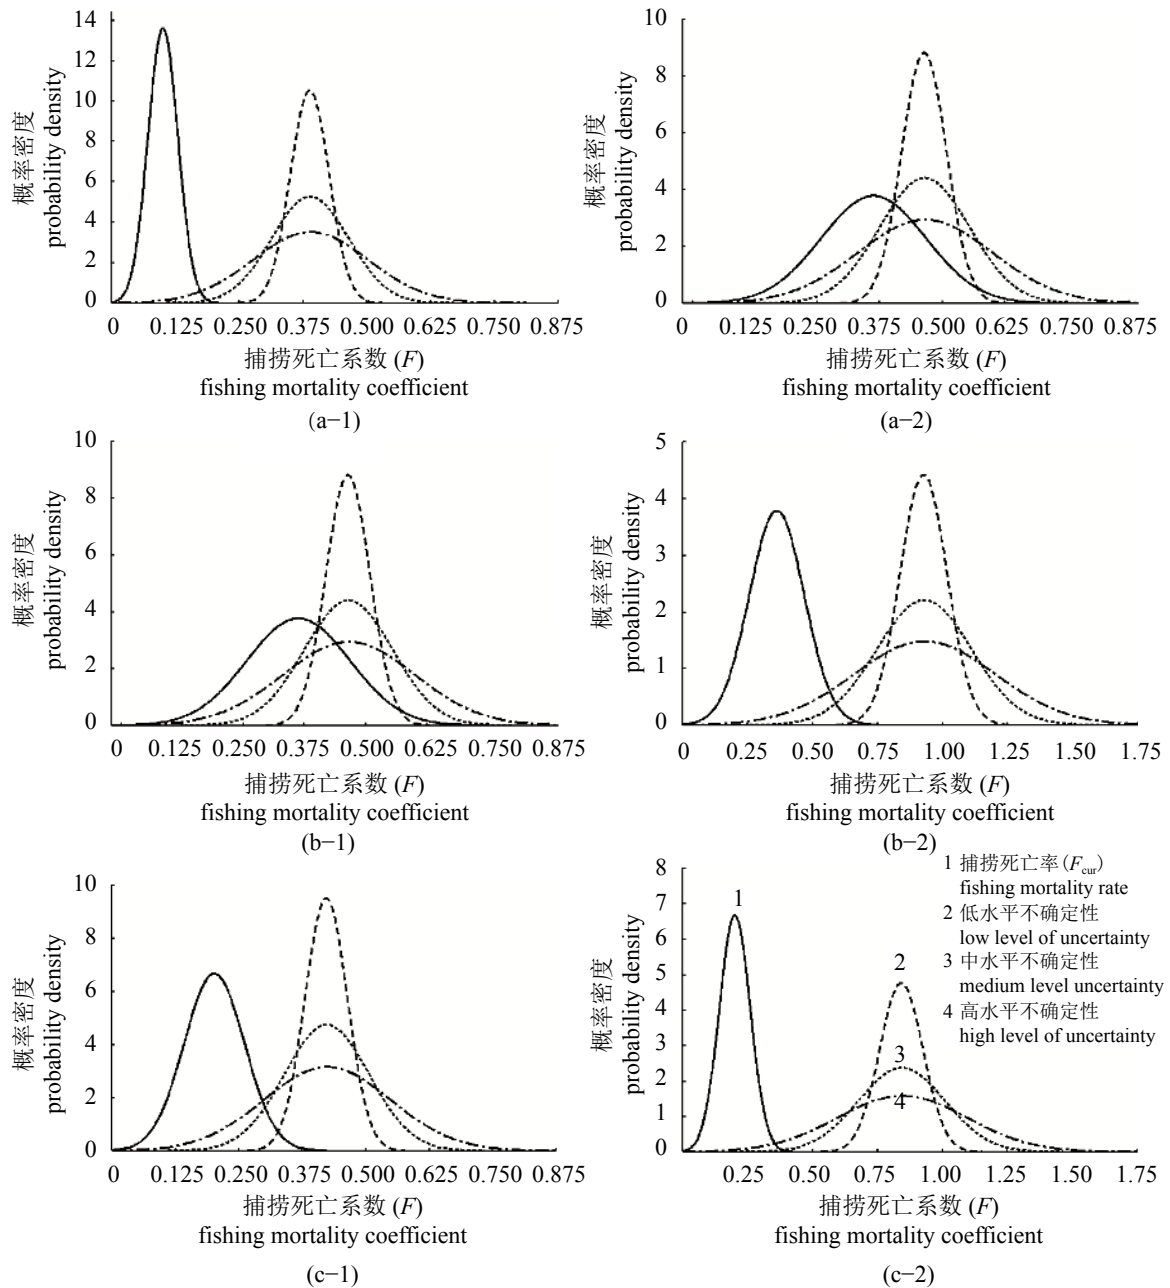 14
12
10
8
6
4
2
0
概率密度
probability density
0 0.125 0.250 0.375 0.500 0.625 0.750 0.875
捕捞死亡系数 (F)
fishing mortality coefficient
(a−1)
10
8
6
4
2
0
概率密度
probability density
0 0.125 0.250 0.375 0.500 0.625 0.750 0.875
捕捞死亡系数 (F)
fishing mortality coefficient
(a−2)
10
8
6
4
2
0
概率密度
probability density
0 0.125 0.250 0.375 0.500 0.625 0.750 0.875
捕捞死亡系数 (F)
fishing mortality coefficient
(b−1)
5
4
3
2
1
0
概率密度
probability density
0 0.25 0.50 0.75 1.00 1.25 1.50 1.75
捕捞死亡系数 (F)
fishing mortality coefficient
(b−2)
10
8
6
4
2
0
概率密度
probability density
0 0.125 0.250 0.375 0.500 0.625 0.750 0.875
捕捞死亡系数 (F)
fishing mortality coefficient
(c−1)
8
7
6
5
4
3
2
1
0
概率密度
probability density
1
2
3
4
1 捕捞死亡率(Fcur)
fishing mortality rate
2 低水平不确定性
low level of uncertainty
3 中水平不确定性
medium level uncertainty
4 高水平不确定性
high level of uncertainty
0 0.25 0.50 0.75 1.00 1.25 1.50 1.75
捕捞死亡系数 (F)
fishing mortality coefficient
(c−2)